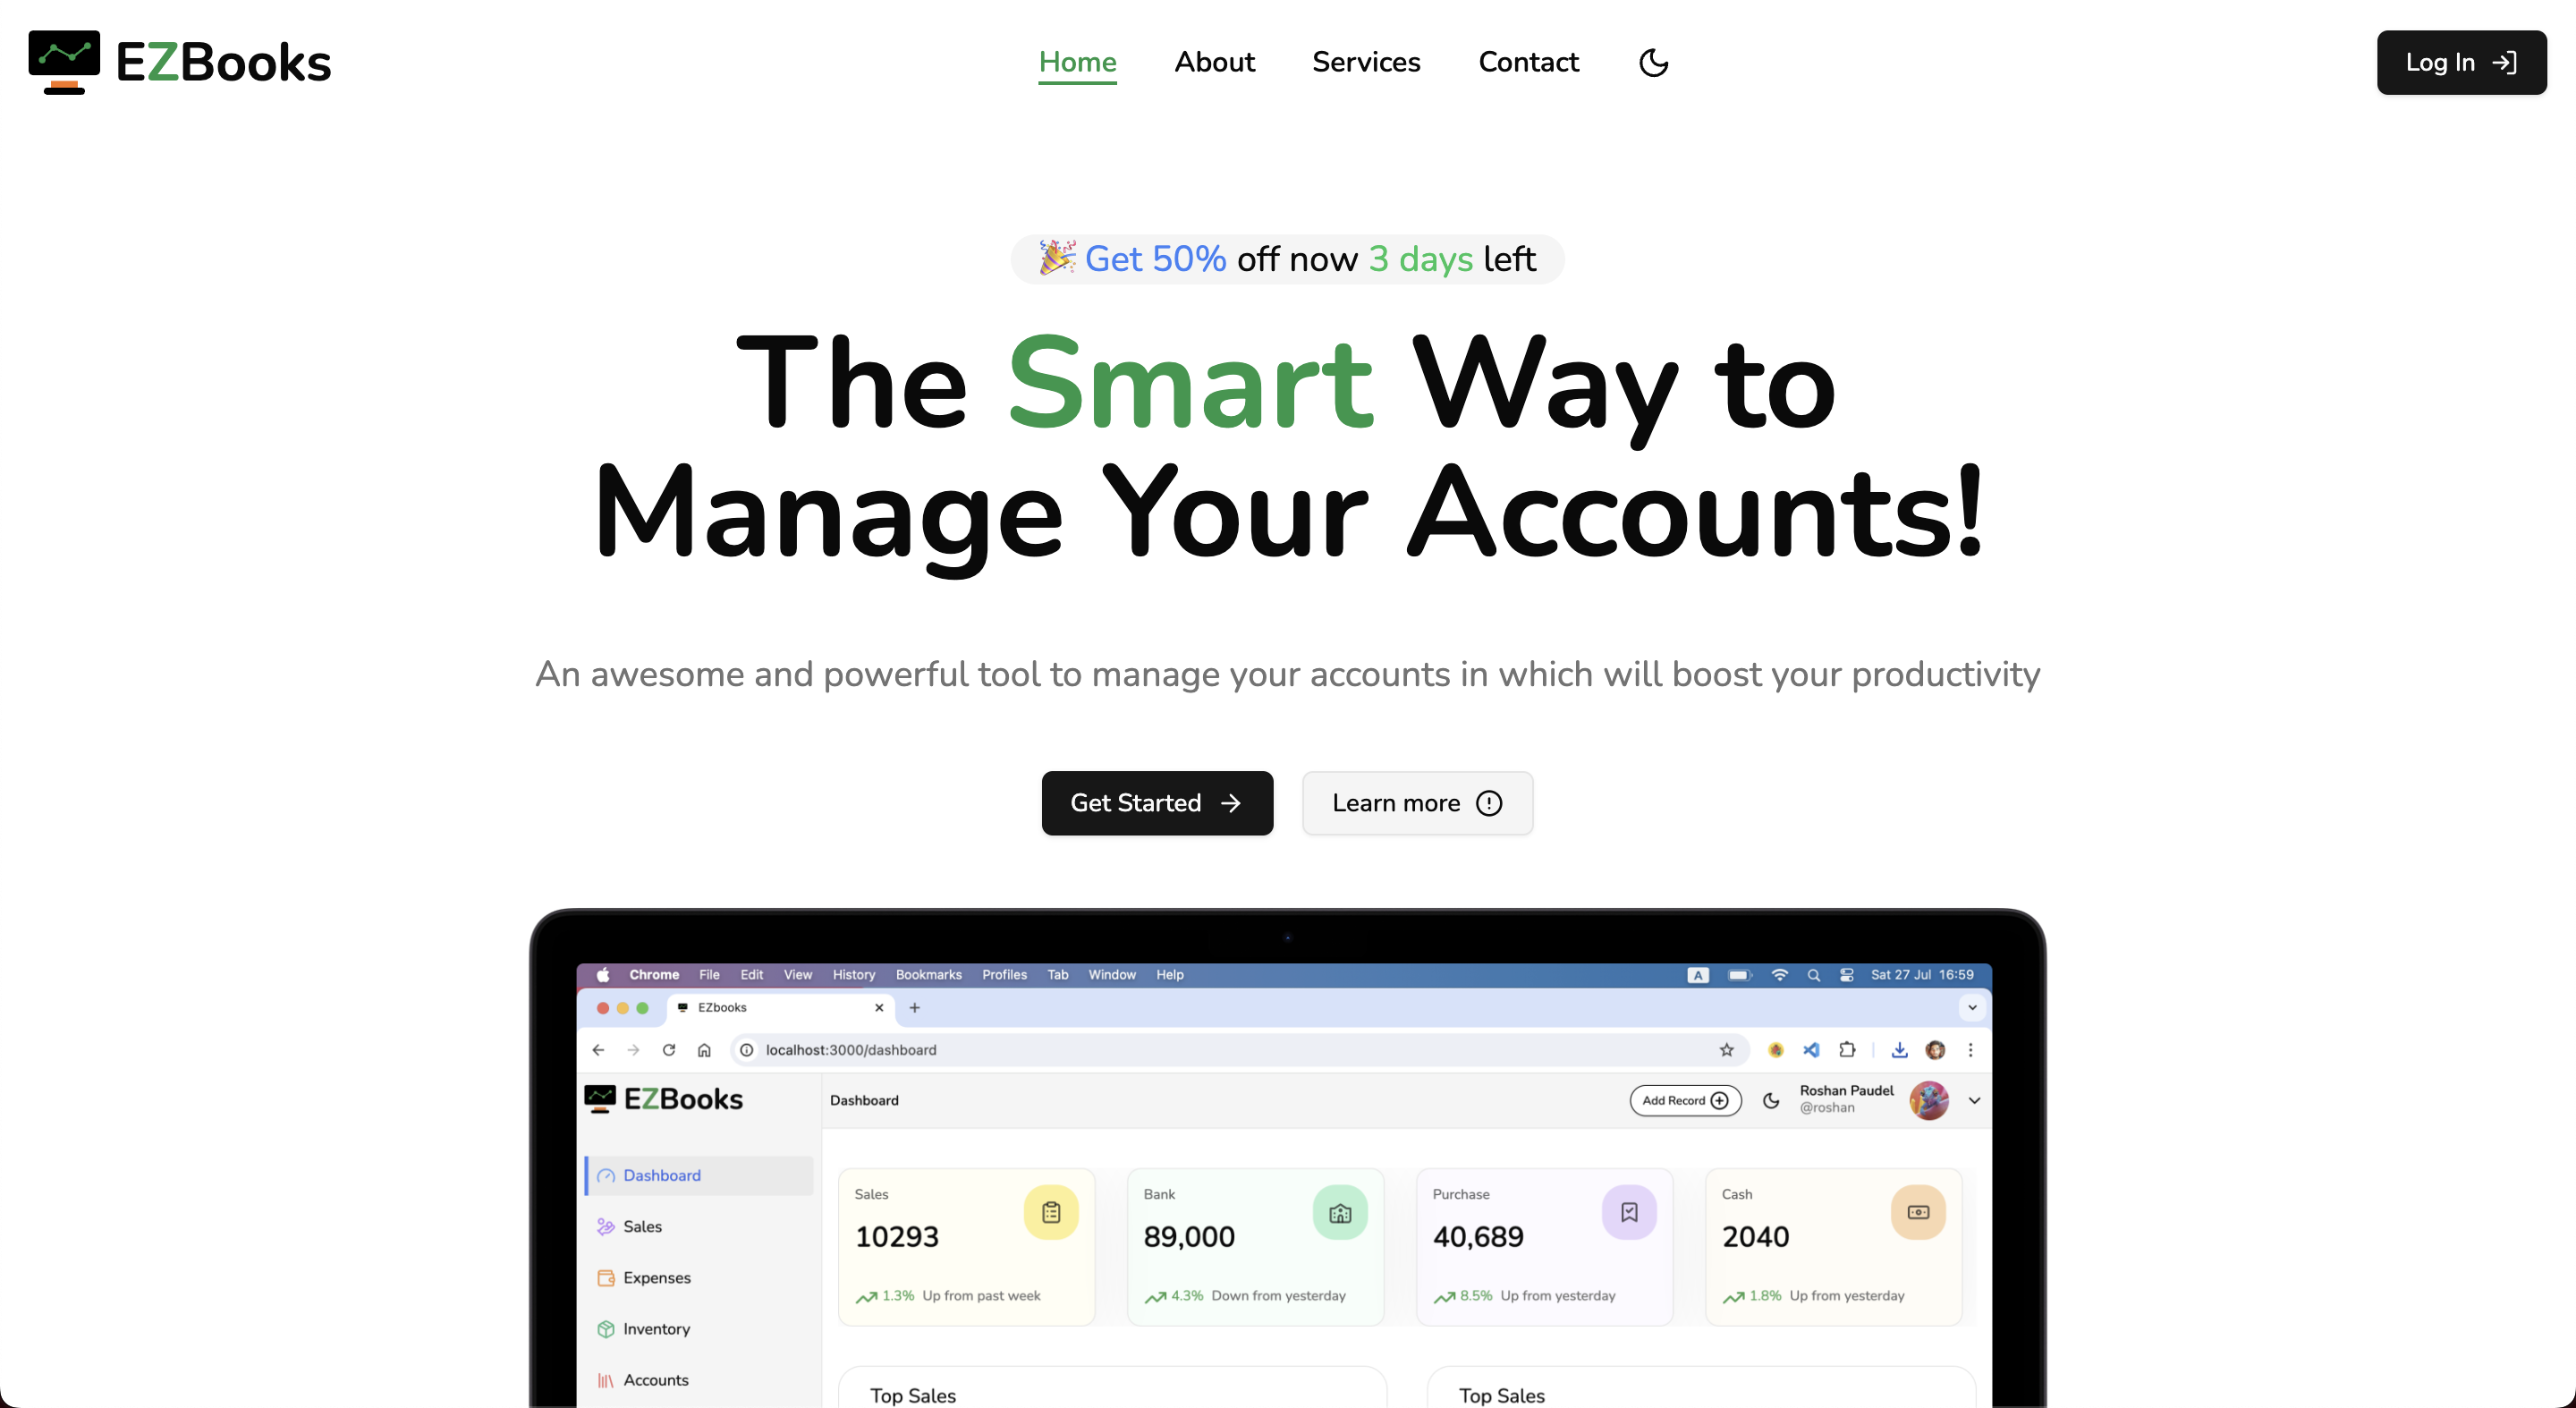 EZBooks
Home
About
Services
Contact
Log In
🎉 Get 50% off now 3 days left
The Smart Way to
Manage Your Accounts!
An awesome and powerful tool to manage your accounts in which will boost your productivity
Get Started
Learn more
Chrome File Edit View History Bookmarks Profiles Tab Window Help
A
Sat 27 Jul 16:59
EZbooks
localhost:3000/dashboard
EZBooks
Dashboard
Add Record
Roshan Paudel
@roshan
Dashboard
Sales
Expenses
Inventory
Accounts
Sales
10293
1.3% Up from past week
Bank
89,000
4.3% Down from yesterday
Purchase
40,689
8.5% Up from yesterday
Cash
2040
1.8% Up from yesterday
Top Sales
Top Sales